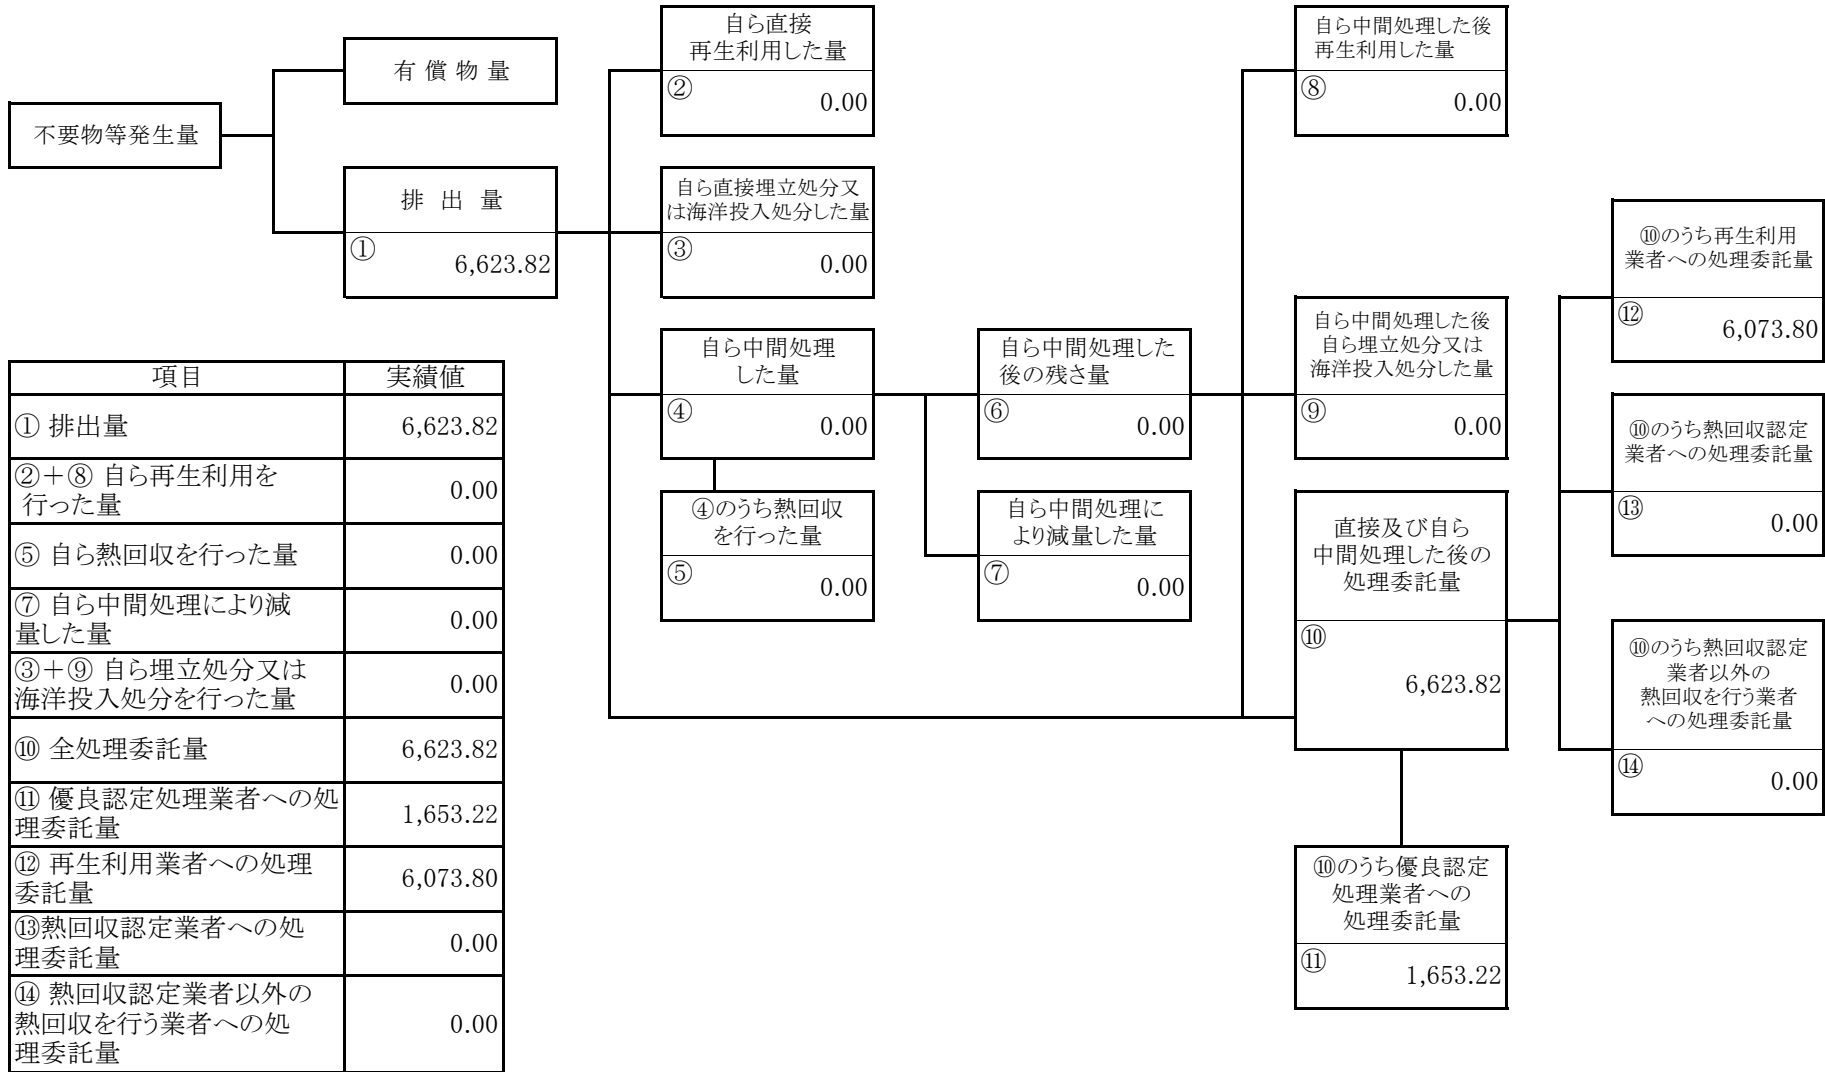 不要物等発生量
有 償 物 量
排 出 量
①
6,623.82
自ら直接
再生利用した量
②
0.00
自ら直接埋立処分又
は海洋投入処分した量
③
0.00
自ら中間処理
した量
④
0.00
④のうち熱回収
を行った量
⑤
0.00
自ら中間処理した
後の残さ量
⑥
0.00
自ら中間処理に
より減量した量
⑦
0.00
自ら中間処理した後
再生利用した量
⑧
0.00
自ら中間処理した後
自ら埋立処分又は
海洋投入処分した量
⑨
0.00
直接及び自ら
中間処理した後の
処理委託量
⑩
6,623.82
⑩のうち優良認定
処理業者への
処理委託量
⑪
1,653.22
⑩のうち再生利用
業者への処理委託量
⑫
6,073.80
⑩のうち熱回収認定
業者への処理委託量
⑬
0.00
⑩のうち熱回収認定
業者以外の
熱回収を行う業者
への処理委託量
⑭
0.00
項目 実績値
① 排出量 6,623.82
②＋⑧ 自ら再生利用を
行った量 0.00
⑤ 自ら熱回収を行った量 0.00
⑦ 自ら中間処理により減
量した量 0.00
③＋⑨ 自ら埋立処分又は
海洋投入処分を行った量 0.00
⑩ 全処理委託量 6,623.82
⑪ 優良認定処理業者への処
理委託量 1,653.22
⑫ 再生利用業者への処理
委託量 6,073.80
⑬熱回収認定業者への処
理委託量 0.00
⑭ 熱回収認定業者以外の
熱回収を行う業者への処
理委託量 0.00